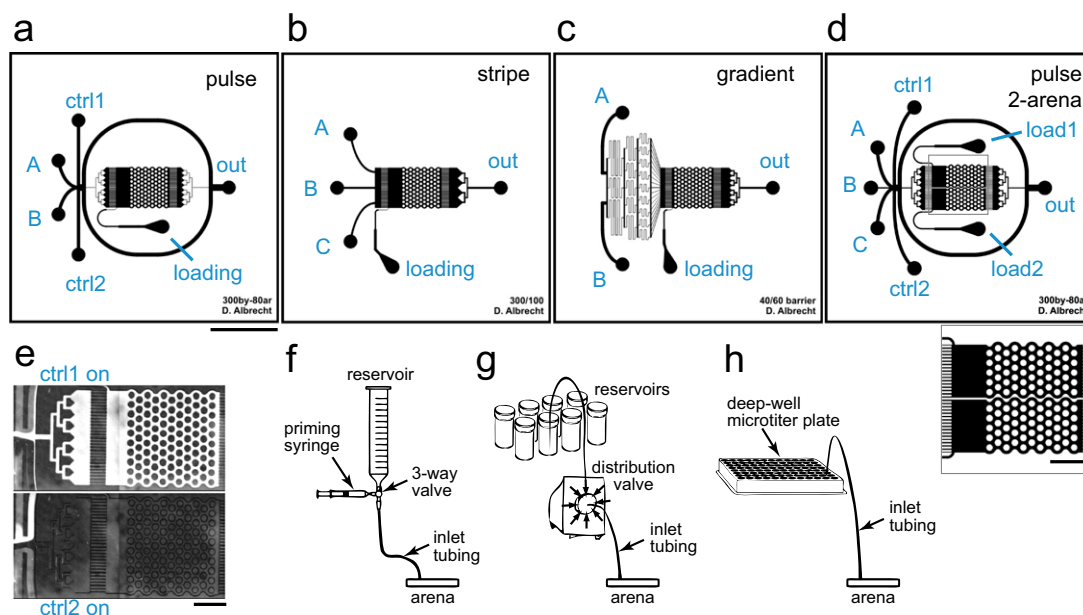 a
pulse
ctrl1
A
B
ctrl2
out
loading
300by-80ar
D. Albrecht
b
stripe
A
B
C
out
loading
300/100
D. Albrecht
c
gradient
A
B
out
loading
40/60 barrier
D. Albrecht
d
pulse
2-arena
ctrl1
load1
A
B
C
out
load2
ctrl2
300by-80ar
D. Albrecht
e
ctrl1 on
ctrl2 on
f
reservoir
priming
syringe
3-way
valve
inlet
tubing
arena
g
reservoirs
distribution
valve
inlet
tubing
arena
h
deep-well
microtiter plate
inlet
tubing
arena